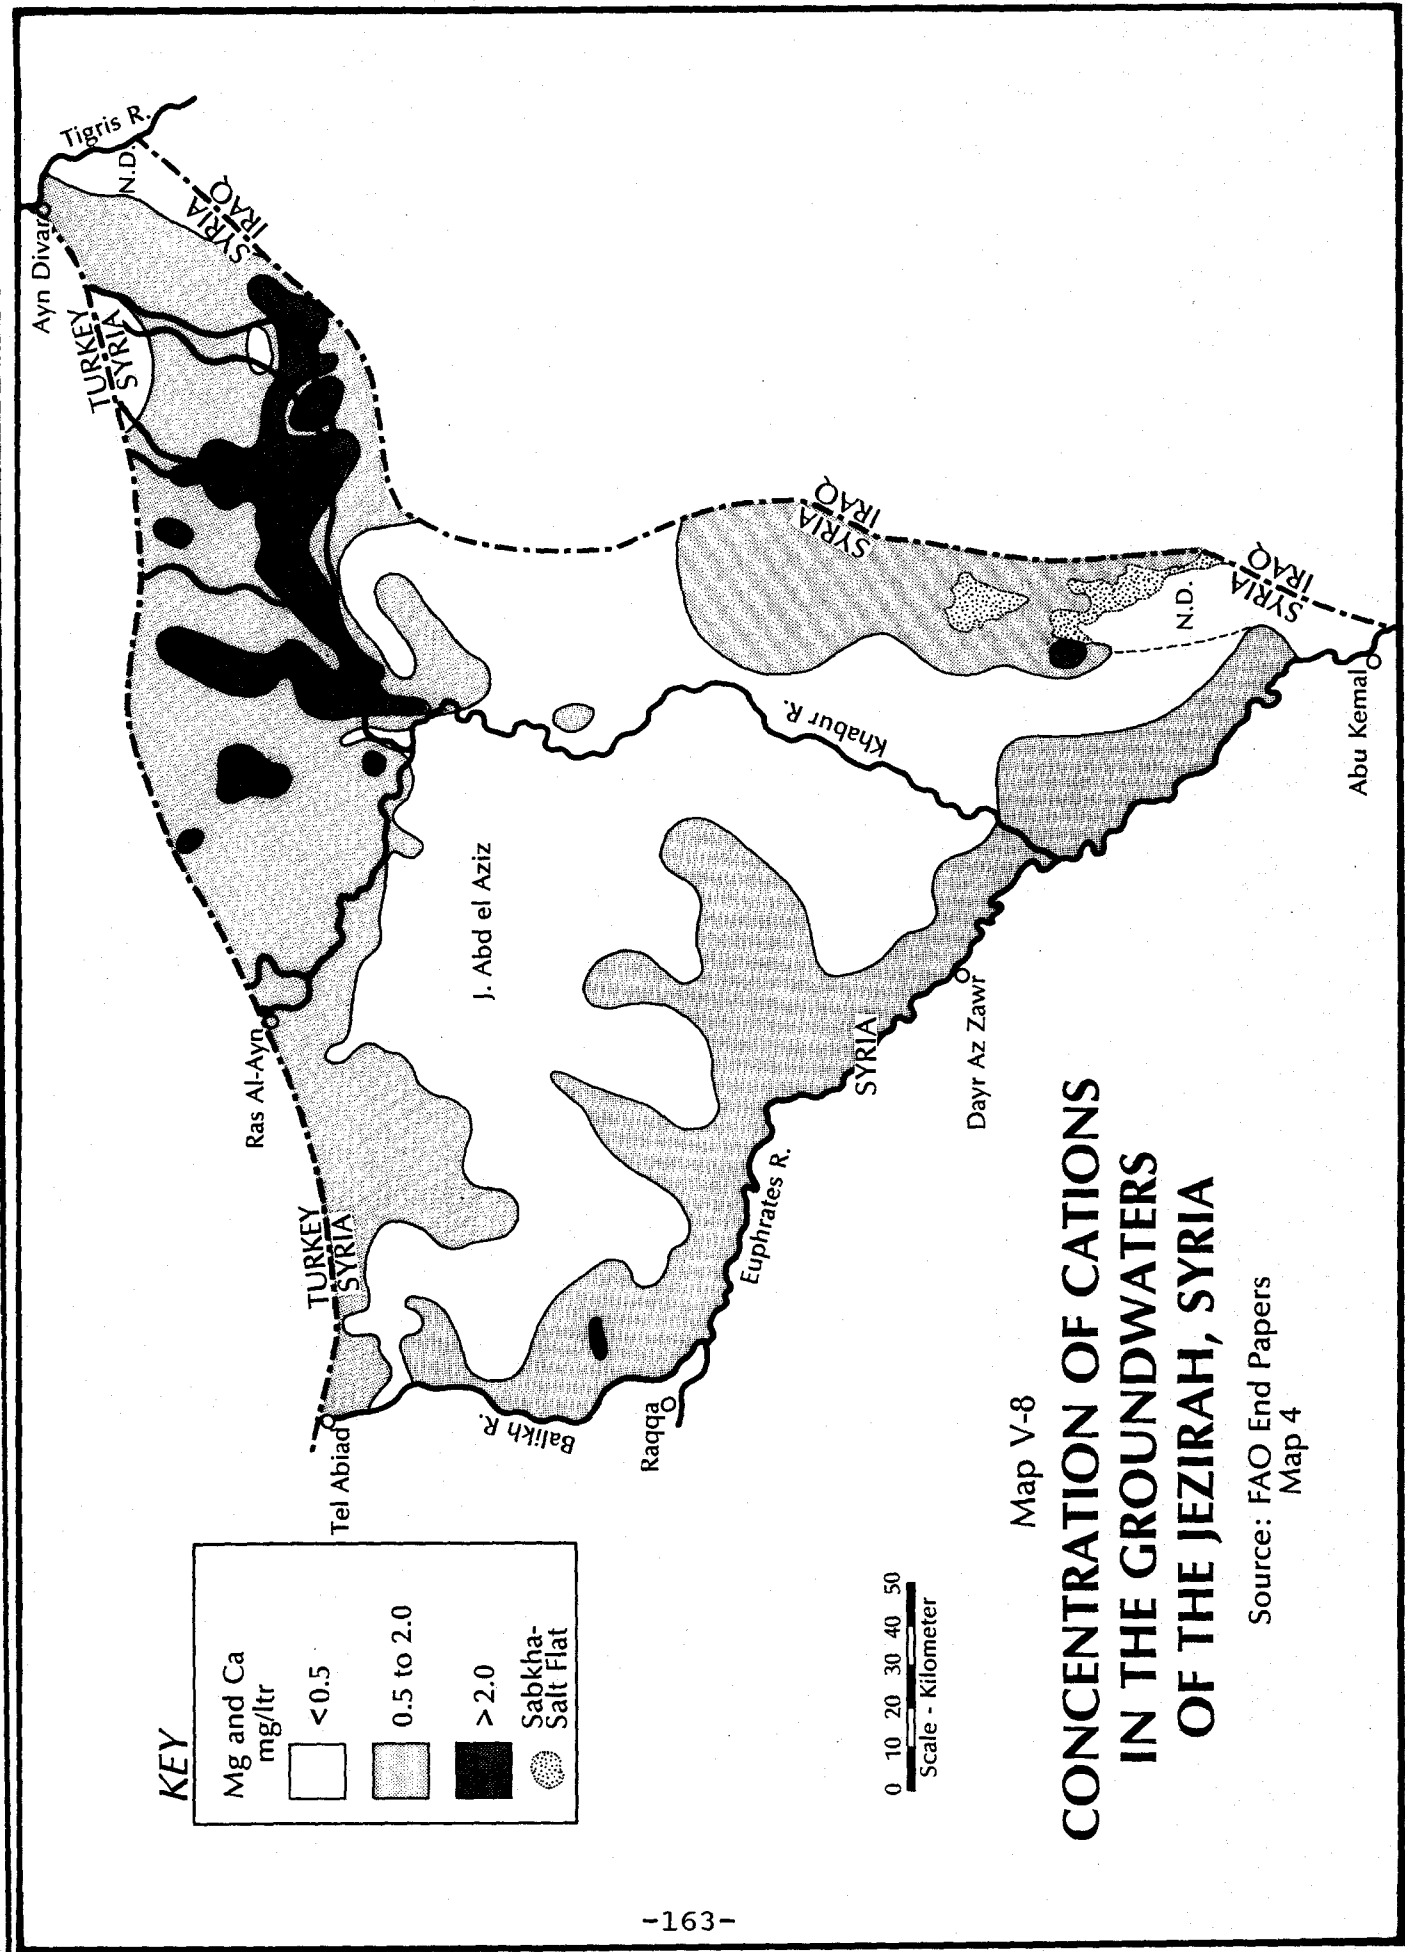 Tigris R.
N.D.
Ayn Divar
SYRIA
IRAQ
TURKEY
SYRIA
SYRIA
IRAQ
N.D.
SYRIA
IRAQ
Abu Kemal
Khabur R.
J. Abd el Aziz
Ras Al-Ayn
SYRIA
Dayr Az Zawr
TURKEY
SYRIA
Euphrates R.
Tel Abiad
Balikh R.
Raqqa
KEY
Mg and Ca
mg/ltr
<0.5
0.5 to 2.0
>2.0
Sabkha-
Salt Flat
0 10 20 30 40 50
Scale - Kilometer
Map V-8
CONCENTRATION OF CATIONS
IN THE GROUNDWATERS
OF THE JEZIRAH, SYRIA
Source: FAO End Papers
Map 4
-163-